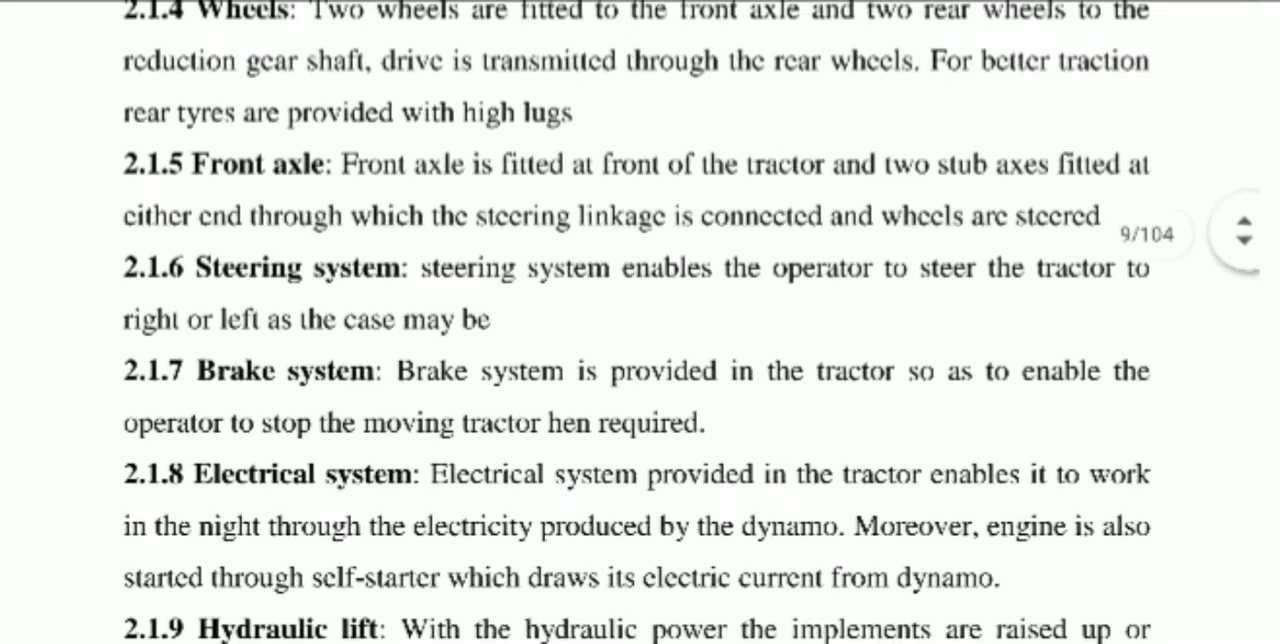 2.1.4 Wheels: Two wheels are fitted to the front axle and two rear wheels to the
reduction gear shaft, drive is transmitted through the rear wheels. For better traction
rear tyres are provided with high lugs
2.1.5 Front axle: Front axle is fitted at front of the tractor and two stub axes fitted at
either end through which the steering linkage is connected and wheels are steered
9/104
2.1.6 Steering system: steering system enables the operator to steer the tractor to
right or left as the case may be
2.1.7 Brake system: Brake system is provided in the tractor so as to enable the
operator to stop the moving tractor hen required.
2.1.8 Electrical system: Electrical system provided in the tractor enables it to work
in the night through the electricity produced by the dynamo. Moreover, engine is also
started through self-starter which draws its electric current from dynamo.
2.1.9 Hydraulic lift: With the hydraulic power the implements are raised up or